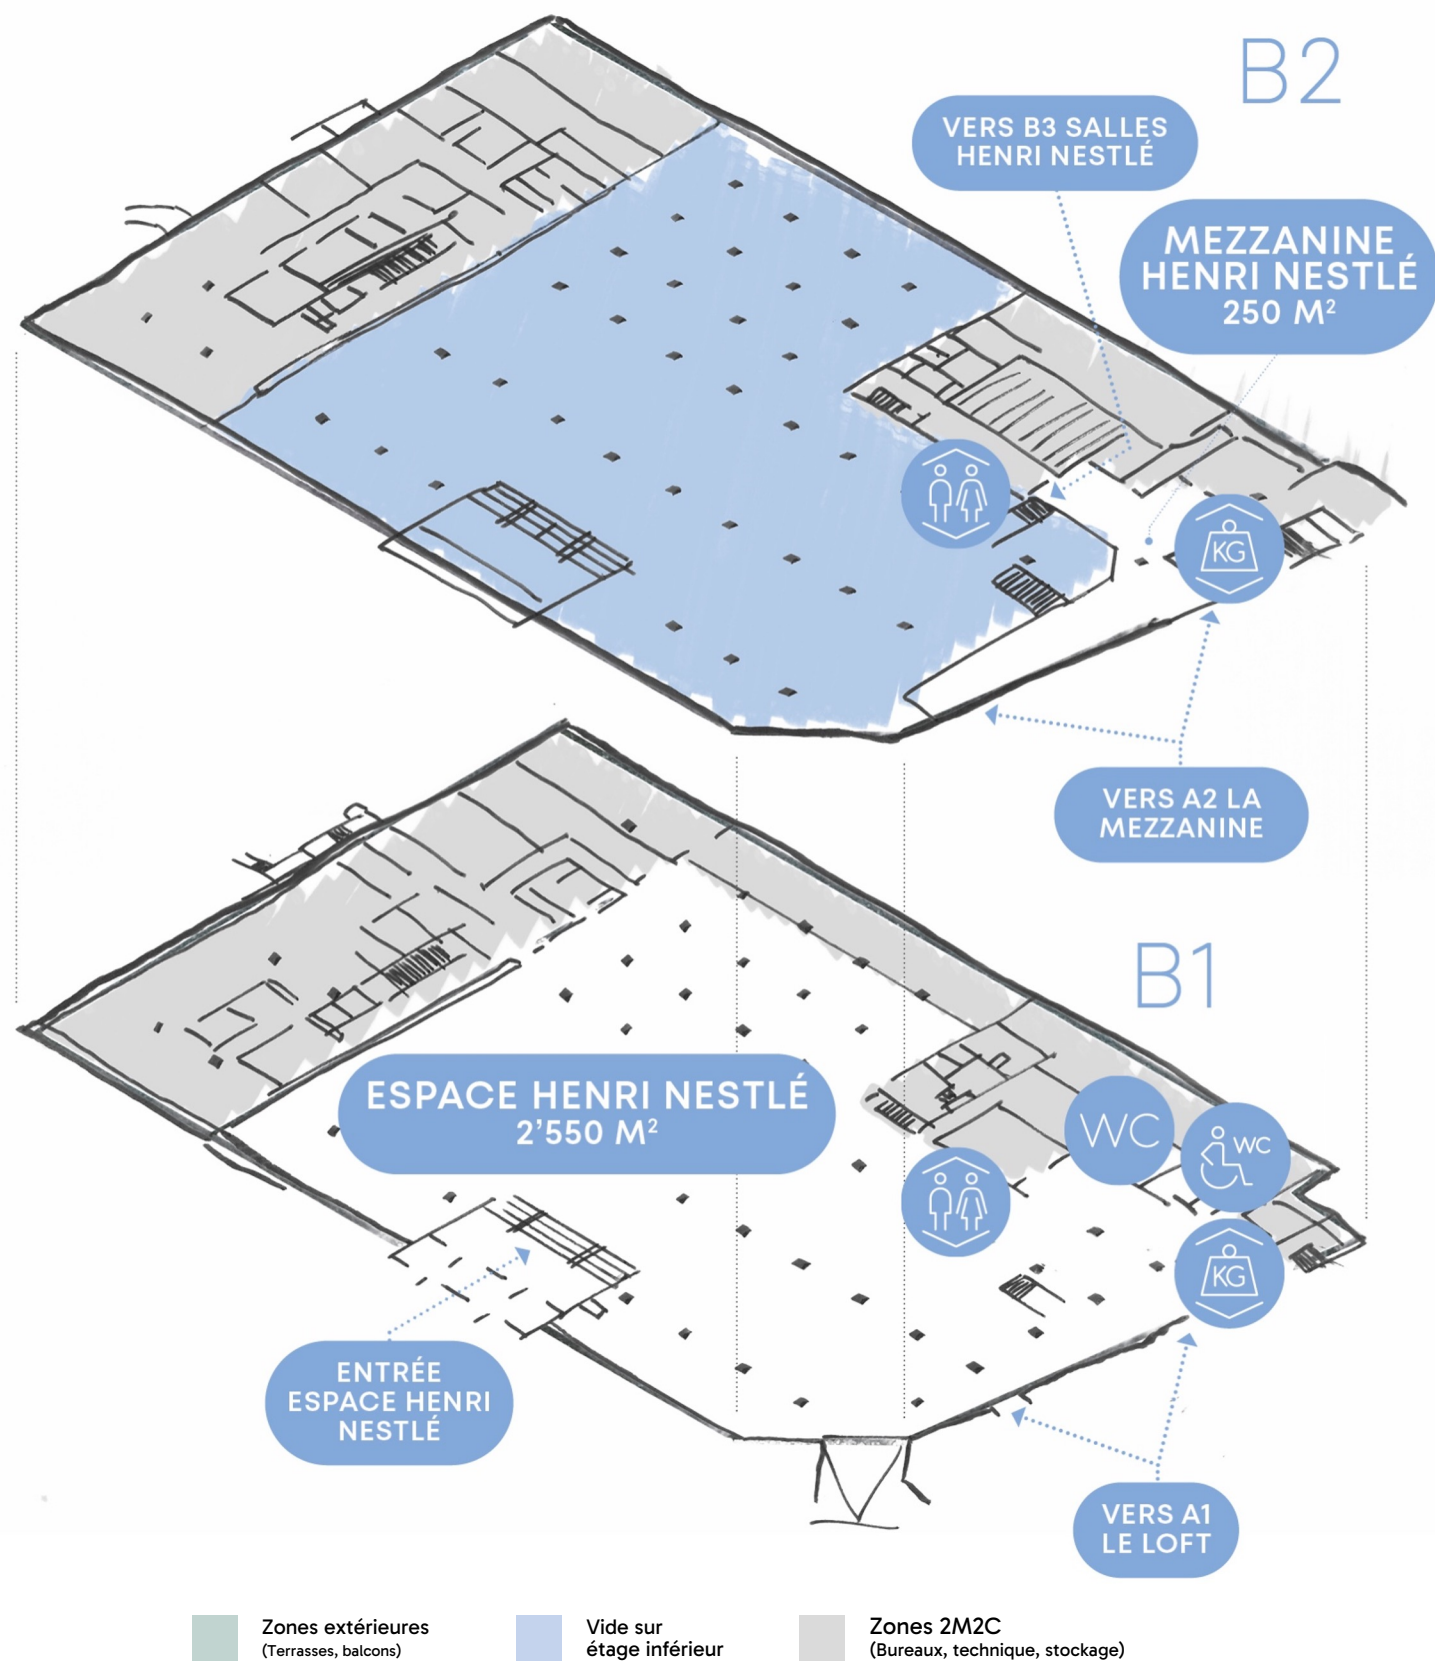 B2
VERS B3 SALLES
HENRI NESTLÉ
MEZZANINE
HENRI NESTLÉ
250 M²
KG
VERS A2 LA
MEZZANINE
B1
ESPACE HENRI NESTLÉ
2’550 M²
WC
WC
KG
ENTRÉE
ESPACE HENRI
NESTLÉ
VERS A1
LE LOFT
Zones extérieures
(Terrasses, balcons)
Vide sur
étage inférieur
Zones 2M2C
(Bureaux, technique, stockage)